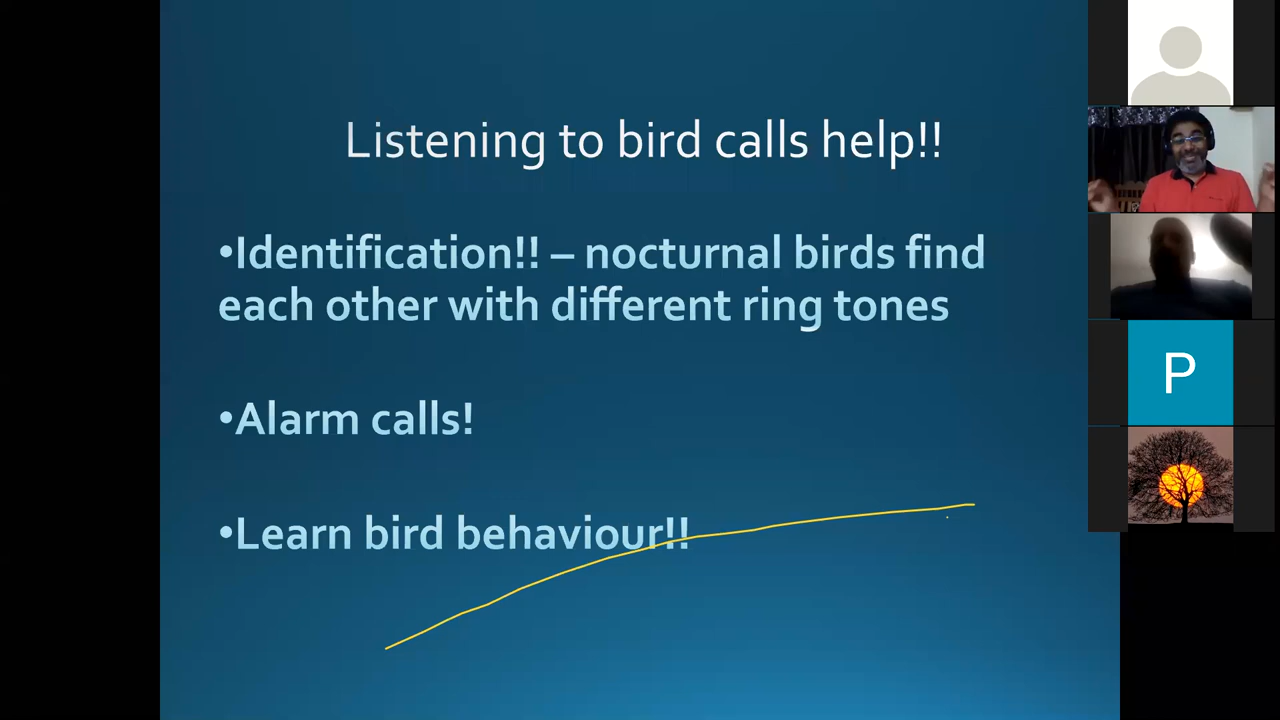 Listening to bird calls help!!
•Identification!! – nocturnal birds find
each other with different ring tones
•Alarm calls!
•Learn bird behaviour!!
P